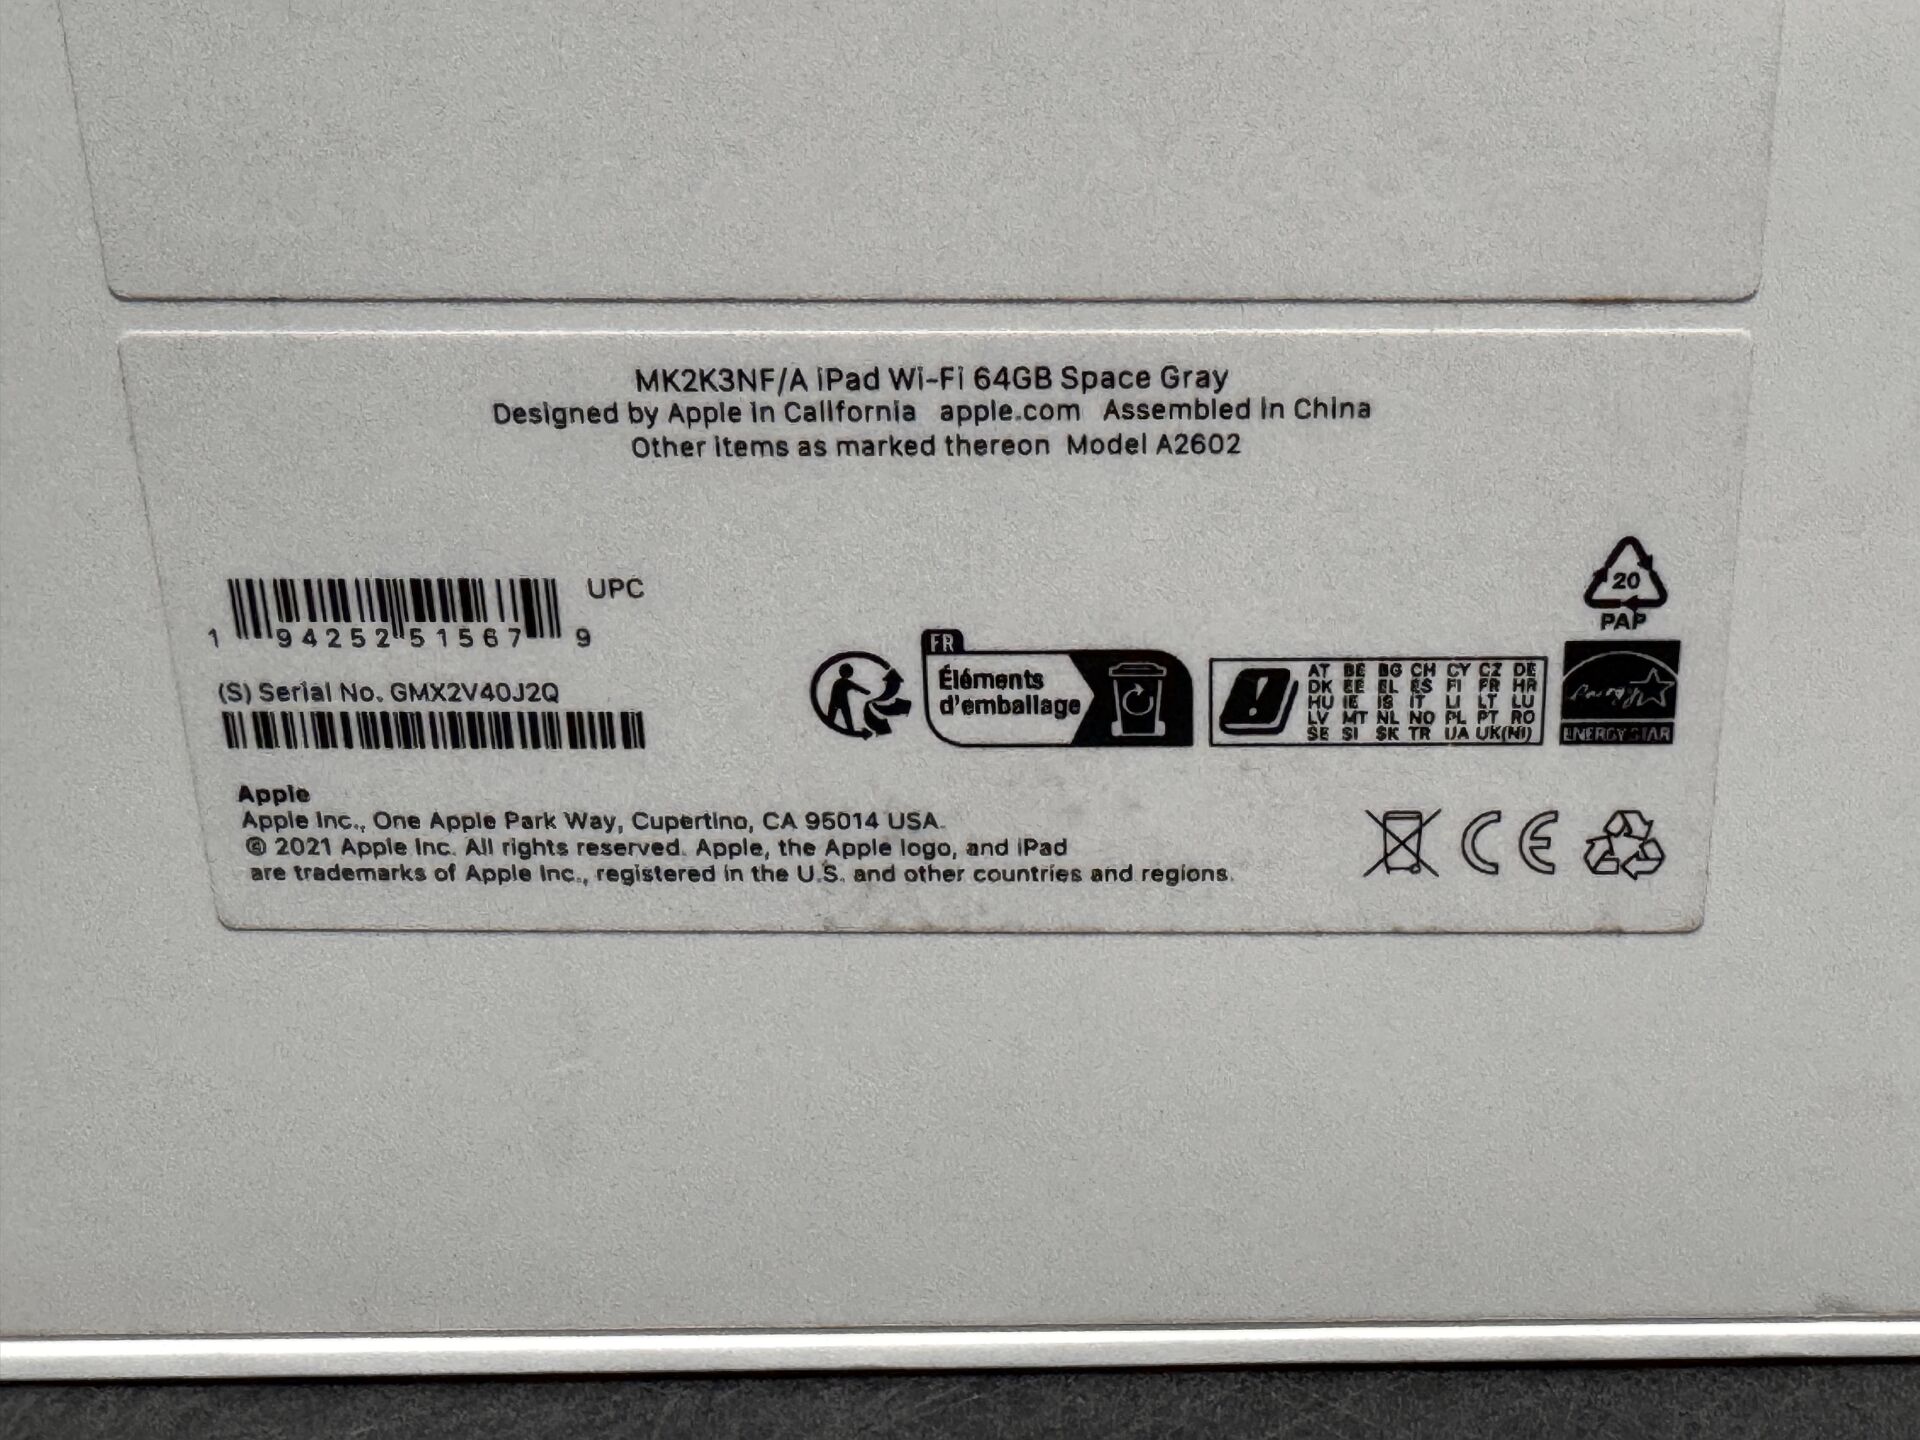 MK2K3NF/A iPad Wi-Fi 64GB Space Gray
Designed by Apple in California apple.com Assembled in China
Other items as marked thereon Model A2602
UPC
1 94252 51567 9
(S) Serial No. GMX2V40J2Q
20
PAP
FR
Éléments
d'emballage
AT BE BG CH CY CZ DE
DK EE EL ES FI FR HR
HU IE IS IT LI LT LU
LV MT NL NO PL PT RO
SE SI SK TR UA UK(NI)
energy
ENERGY STAR
Apple
Apple Inc., One Apple Park Way, Cupertino, CA 95014 USA.
© 2021 Apple Inc. All rights reserved. Apple, the Apple logo, and iPad
are trademarks of Apple Inc., registered in the U.S. and other countries and regions.
CE